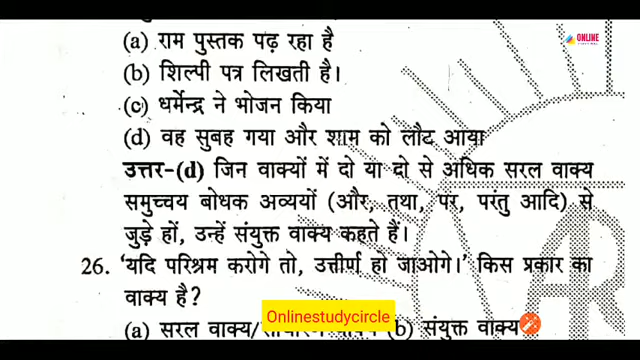 (a) राम पुस्तक पढ़ रहा है
(b) शिल्पी पत्र लिखती है।
(c) धर्मेन्द्र ने भोजन किया
(d) वह सुबह गया और शाम को लौट आया
उत्तर-(d) जिन वाक्यों में दो या दो से अधिक सरल वाक्य
समुच्चय बोधक अव्ययों (और, तथा, पर, परंतु आदि) से
जुड़े हों, उन्हें संयुक्त वाक्य कहते हैं।
26. 'यदि परिश्रम करोगे तो, उत्तीर्ण हो जाओगे।' किस प्रकार का
वाक्य है?
(a) सरल वाक्य/ (b) संयुक्त वाक्य
Onlinestudycircle
ONLINE